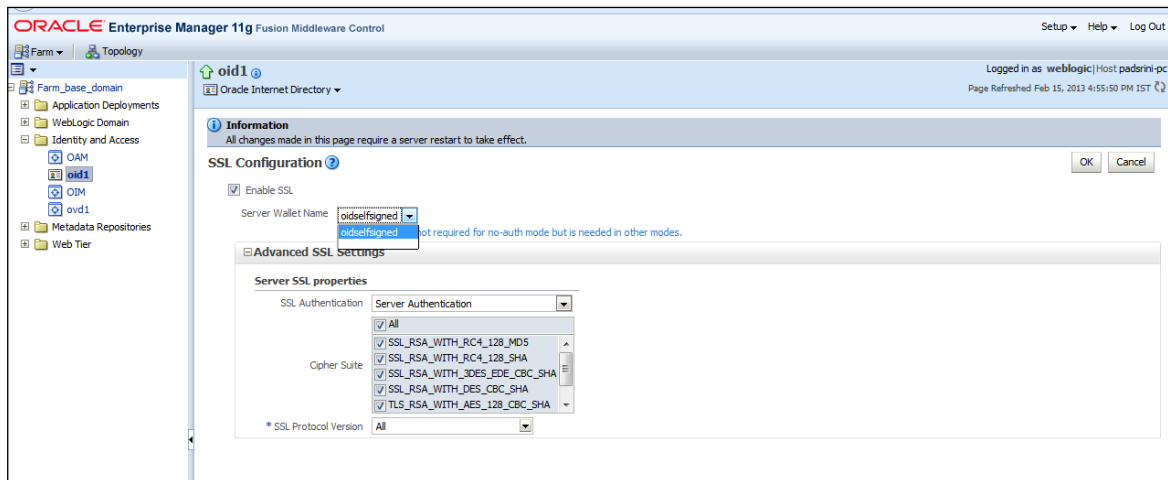 ORACLE Enterprise Manager 11g Fusion Middleware Control
Setup Help Log Out
Farm Topology
Farm_base_domain
Application Deployments
WebLogic Domain
Identity and Access
OAM
oid1
OIM
ovd1
Metadata Repositories
Web Tier
oid1
Logged in as weblogic|Host padsrini-pc
Oracle Internet Directory
Page Refreshed Feb 15, 2013 4:55:50 PM IST
Information
All changes made in this page require a server restart to take effect.
SSL Configuration
OK Cancel
Enable SSL
Server Wallet Name oidselfsigned
oidselfsigned not required for no-auth mode but is needed in other modes.
Advanced SSL Settings
Server SSL properties
SSL Authentication Server Authentication
All
SSL_RSA_WITH_RC4_128_MD5
SSL_RSA_WITH_RC4_128_SHA
Cipher Suite SSL_RSA_WITH_3DES_EDE_CBC_SHA
SSL_RSA_WITH_DES_CBC_SHA
TLS_RSA_WITH_AES_128_CBC_SHA
* SSL Protocol Version All